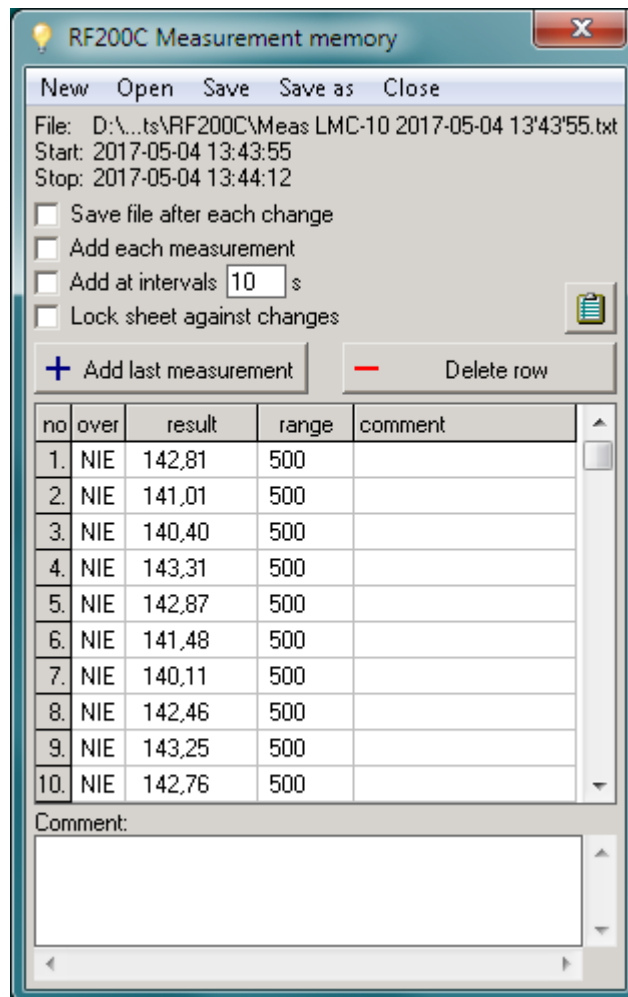 RF200C Measurement memory
New Open Save Save as Close
File: D:\...ts\RF200C\Meas LMC-10 2017-05-04 13'43'55.txt
Start: 2017-05-04 13:43:55
Stop: 2017-05-04 13:44:12
Save file after each change
Add each measurement
Add at intervals 10 s
Lock sheet against changes
+ Add last measurement − Delete row
no over result range comment
1. NIE 142,81 500
2. NIE 141,01 500
3. NIE 140,40 500
4. NIE 143,31 500
5. NIE 142,87 500
6. NIE 141,48 500
7. NIE 140,11 500
8. NIE 142,46 500
9. NIE 143,25 500
10. NIE 142,76 500
Comment: